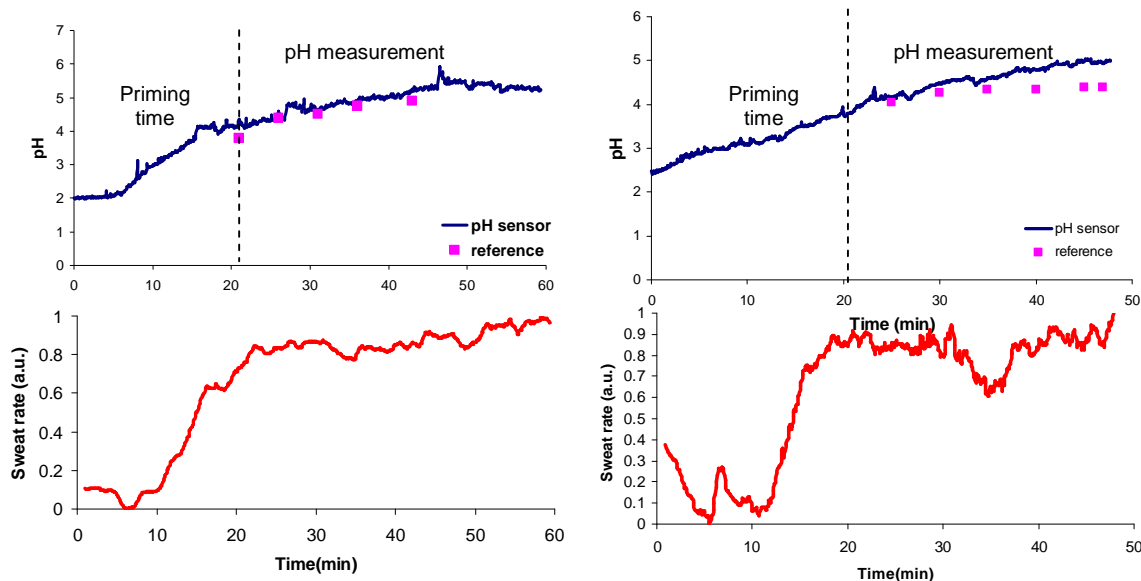 7
6
5
4
3
2
1
0
pH
Priming
time
pH measurement
pH sensor
reference
0 10 20 30 40 50 60
1
0.8
0.6
0.4
0.2
0
Sweat rate (a.u.)
0 10 20 30 40 50 60
Time(min)
6
5
4
3
2
1
0
pH
Priming
time
pH measurement
pH sensor
reference
0 10 20 30 40 50
Time (min)
1
0.9
0.8
0.7
0.6
0.5
0.4
0.3
0.2
0.1
0
Sweat rate (a.u.)
0 10 20 30 40 50
Time(min)